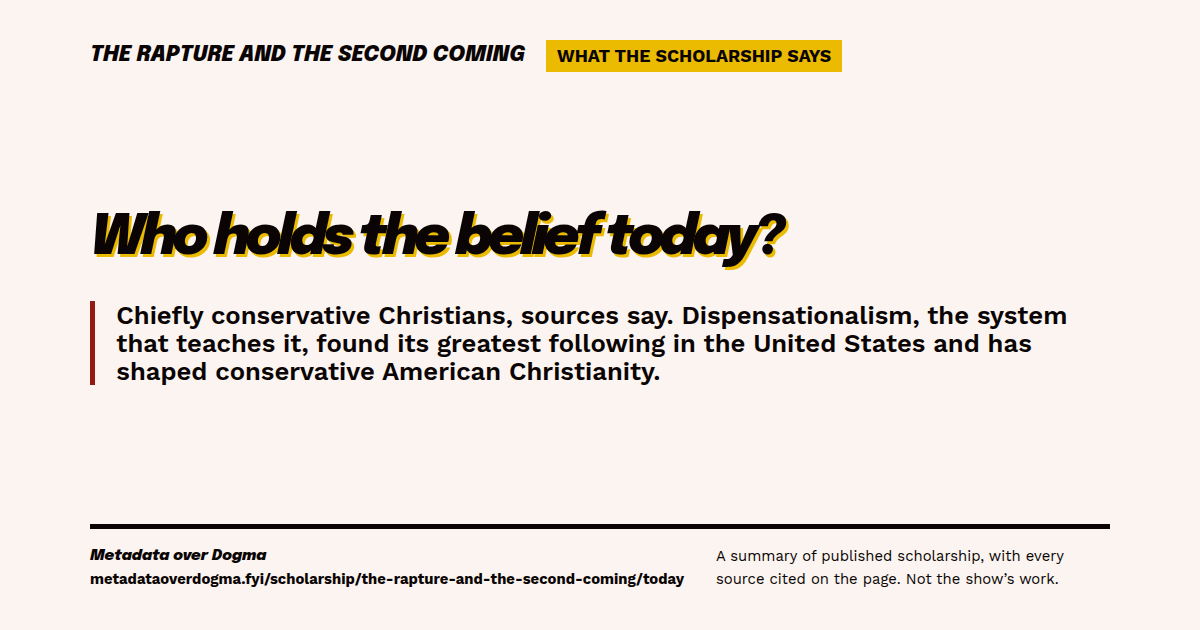 THE RAPTURE AND THE SECOND COMING
WHAT THE SCHOLARSHIP SAYS
Who holds the belief today?
Chiefly conservative Christians, sources say. Dispensationalism, the system
that teaches it, found its greatest following in the United States and has
shaped conservative American Christianity.
Metadata over Dogma
metadataoverdogma.fyi/scholarship/the-rapture-and-the-second-coming/today
A summary of published scholarship, with every
source cited on the page. Not the show’s work.